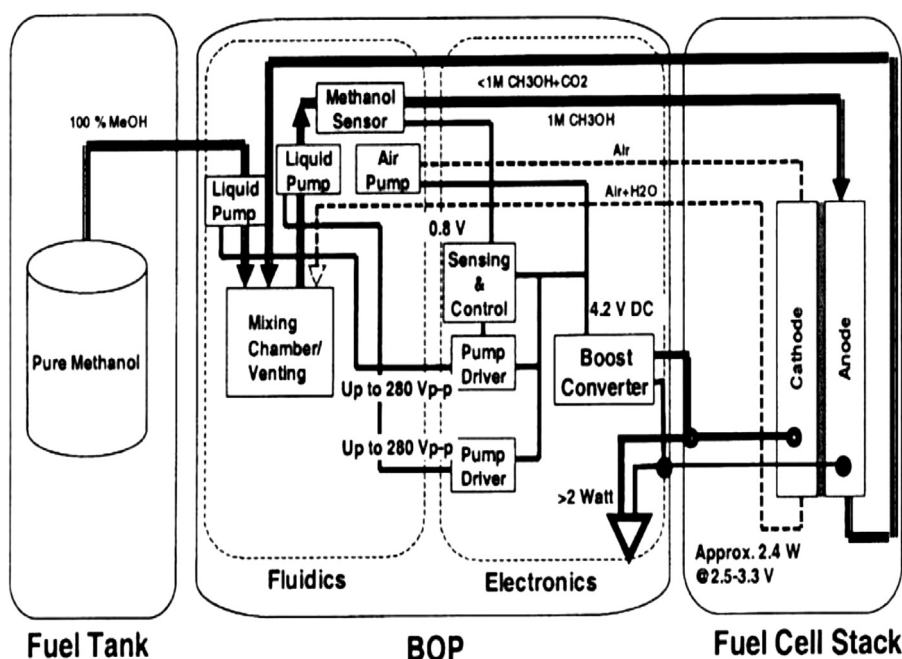 <1M CH3OH+CO2
Methanol
Sensor
100 % MeOH
1M CH3OH
Liquid
Pump
Air
Pump
Air
Liquid
Pump
Air+H2O
0.8 V
Sensing
&
Control
4.2 V DC
Pure Methanol
Mixing
Chamber/
Venting
Pump
Driver
Boost
Converter
Cathode
Anode
Up to 280 Vp-p
Up to 280 Vp-p
Pump
Driver
>2 Watt
Approx. 2.4 W
@2.5-3.3 V
Fluidics
Electronics
Fuel Tank
BOP
Fuel Cell Stack